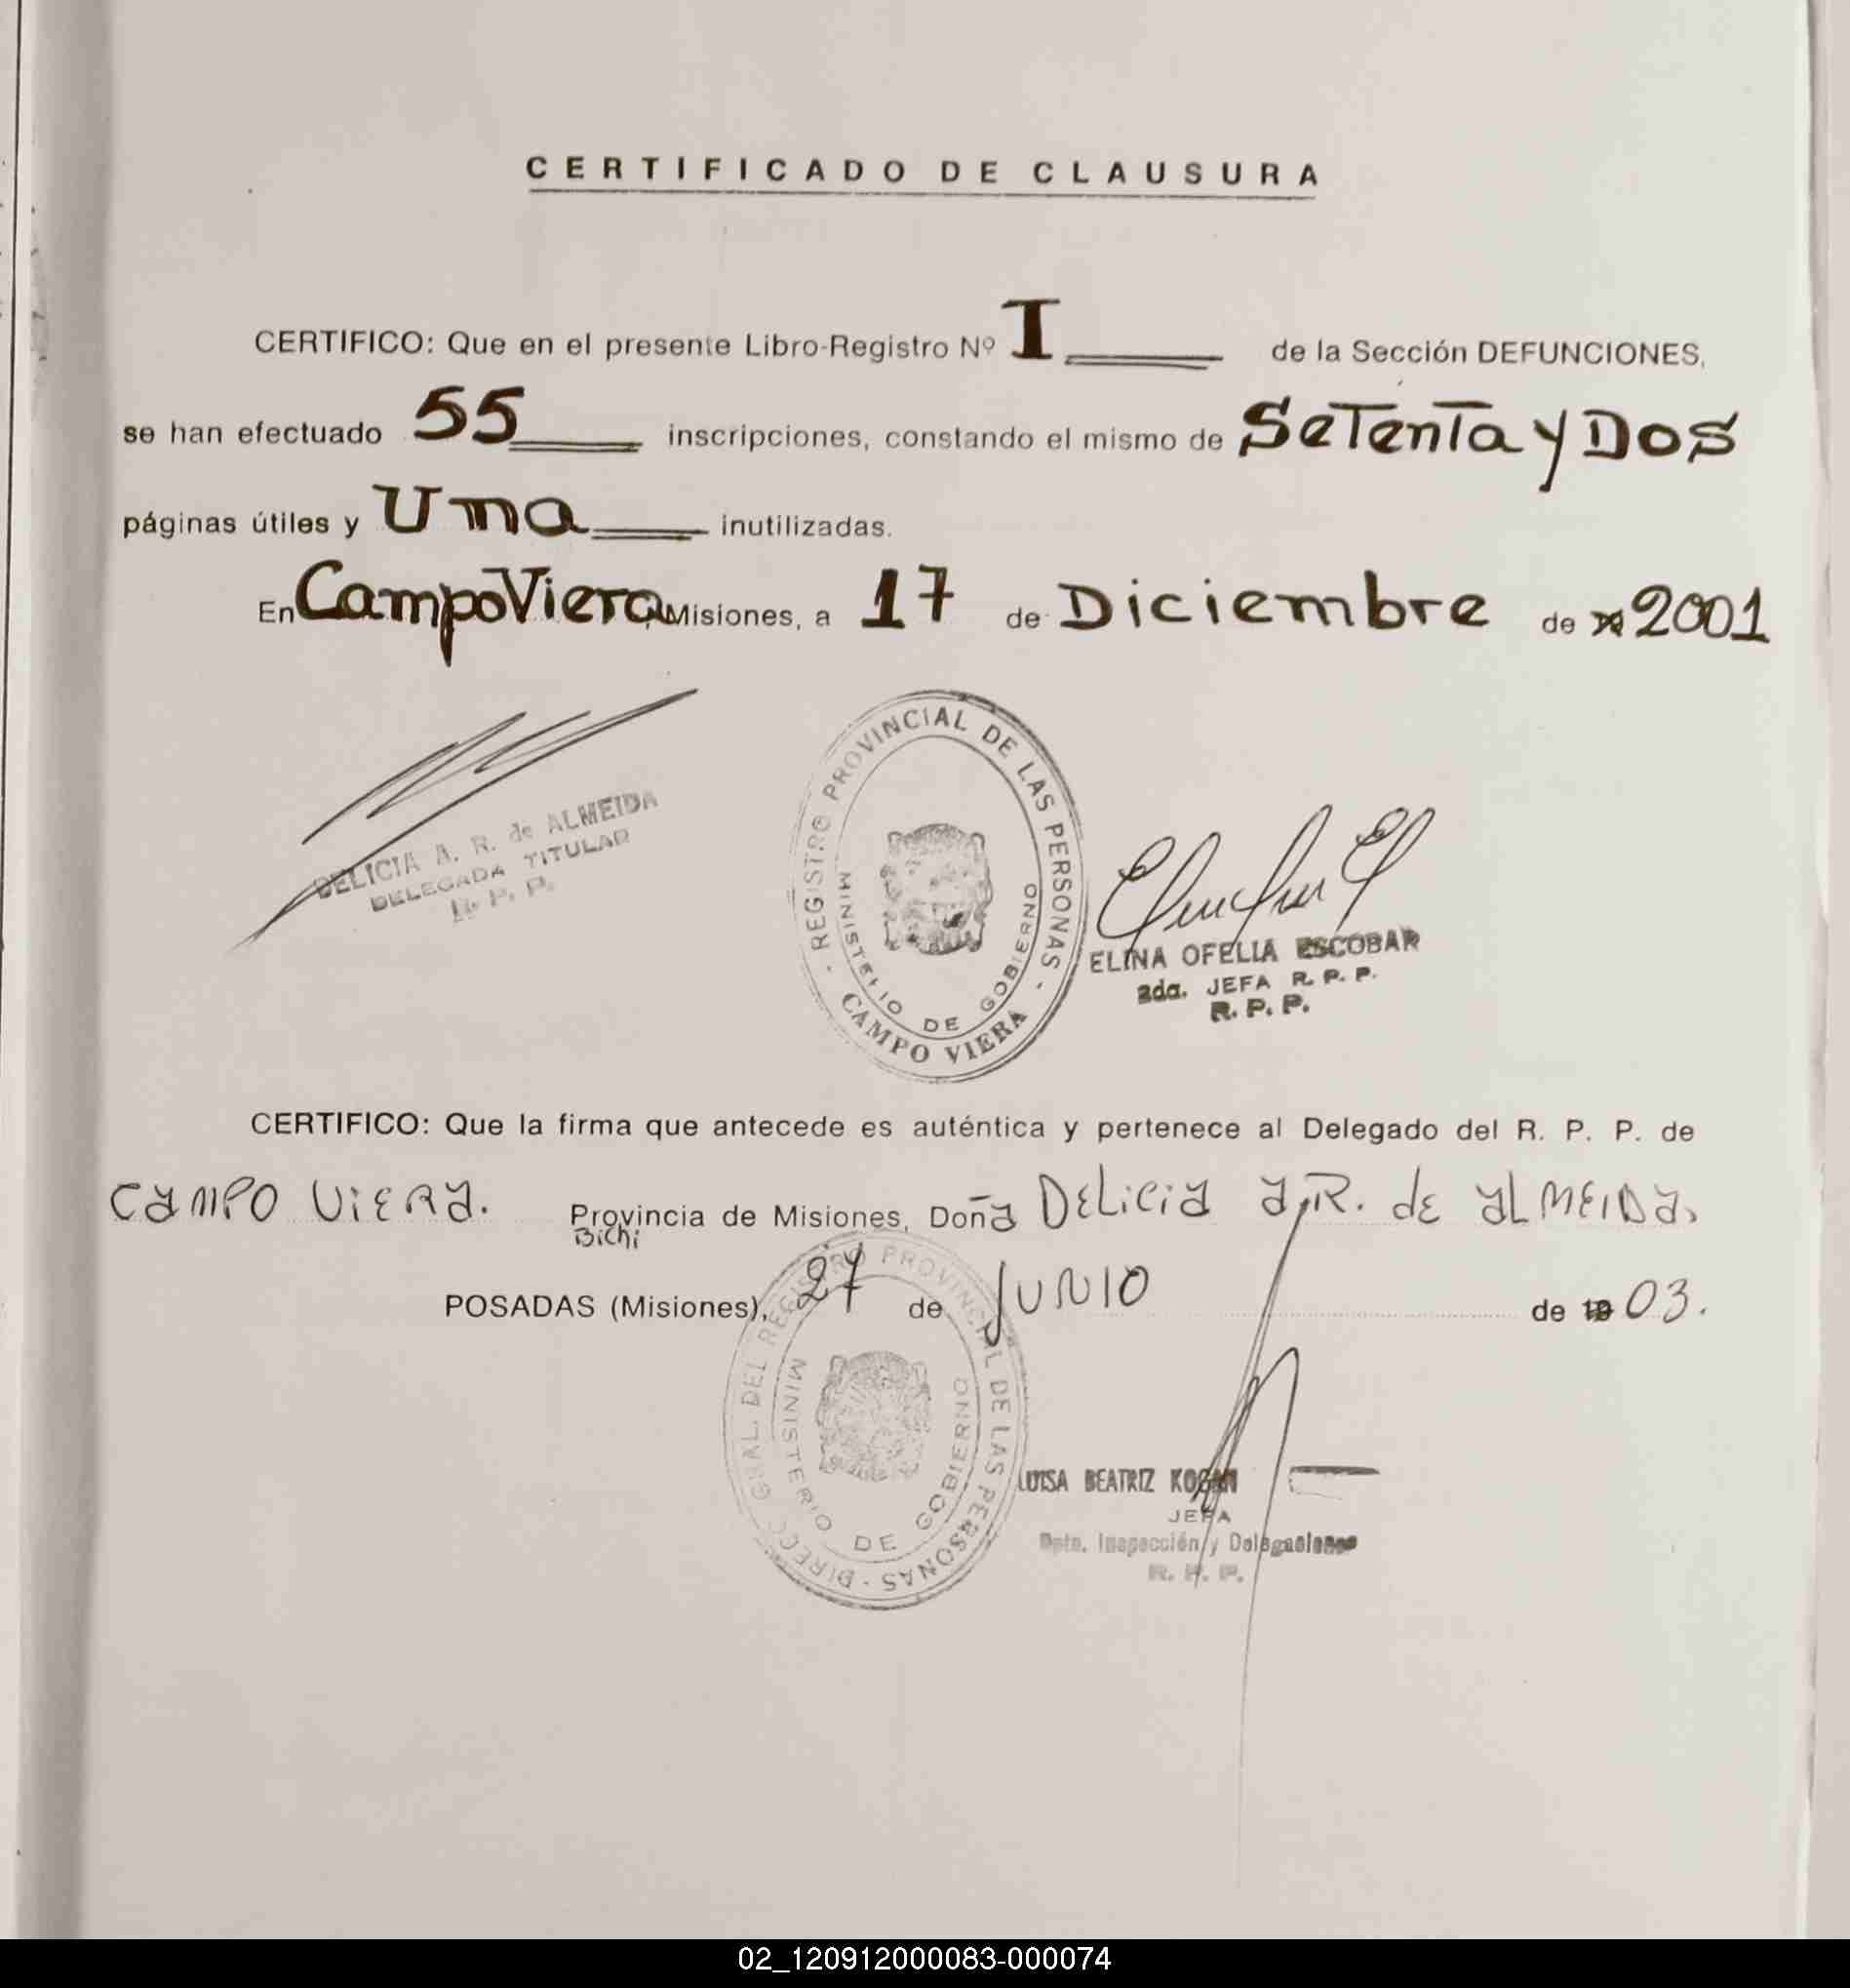 CERTIFICADO DE CLAUSURA
CERTIFICO: Que en el presente Libro-Registro Nº I de la Sección DEFUNCIONES,
se han efectuado 55 inscripciones, constando el mismo de SeTenTa y Dos
páginas útiles y Una inutilizadas.
En Campo Viera, Misiones, a 17 de Diciembre de 2001
REGISTRO PROVINCIAL DE LAS PERSONAS
MINISTERIO DE GOBIERNO
CAMPO VIERA
DELICIA A. R. de ALMEIDA
DELEGADA TITULAR
R. P. P.
ELINA OFELIA ESCOBAR
2da. JEFA R. P. P.
R. P. P.
CERTIFICO: Que la firma que antecede es auténtica y pertenece al Delegado del R. P. P. de
CAMPO VIERA. Provincia de Misiones, Doña DELiCiA A.R. de ALMEIDA.
Bichi
POSADAS (Misiones), 27 de JUNIO de 19 03.
DIRECC. GRAL. DEL REGISTRO PROVINCIAL DE LAS PERSONAS
MINISTERIO DE GOBIERNO
LUISA BEATRIZ KOGAN
JEFA
Dpto. Inspección y Delegaciones
R. P. P.
02_120912000083-000074